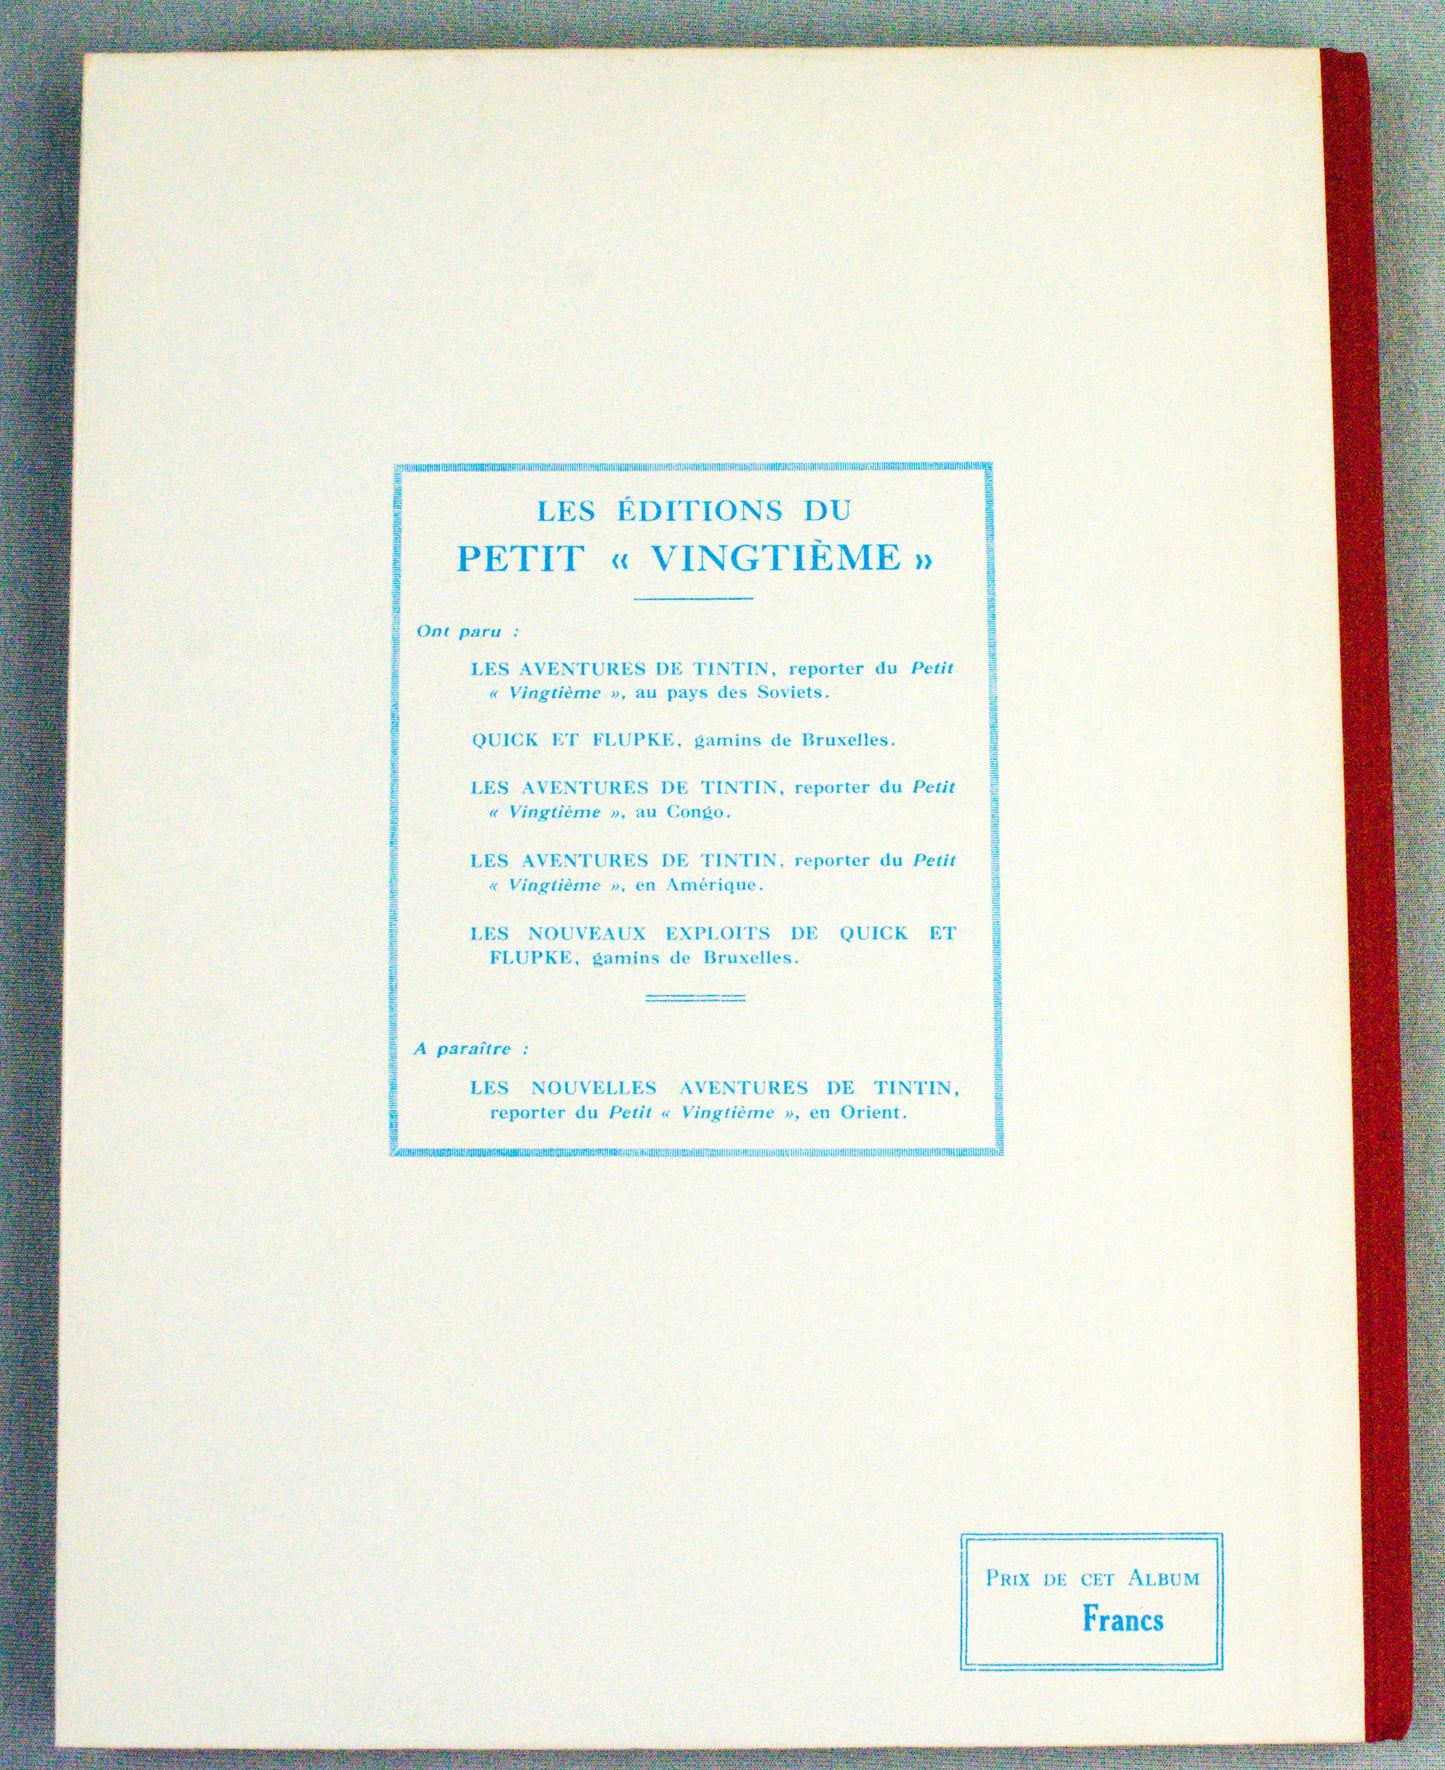 LES ÉDITIONS DU
PETIT « VINGTIÈME »
Ont paru :
LES AVENTURES DE TINTIN, reporter du Petit
« Vingtième », au pays des Soviets.
QUICK ET FLUPKE, gamins de Bruxelles.
LES AVENTURES DE TINTIN, reporter du Petit
« Vingtième », au Congo.
LES AVENTURES DE TINTIN, reporter du Petit
« Vingtième », en Amérique.
LES NOUVEAUX EXPLOITS DE QUICK ET
FLUPKE, gamins de Bruxelles.
A paraître :
LES NOUVELLES AVENTURES DE TINTIN,
reporter du Petit « Vingtième », en Orient.
PRIX DE CET ALBUM
Francs